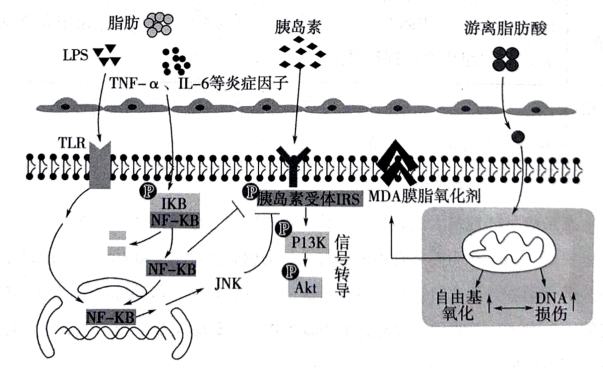 脂肪
LPS
TNF-α、IL-6等炎症因子
胰岛素
游离脂肪酸
TLR
P
IKB
NF-KB
NF-KB
NF-KB
JNK
P
胰岛素受体IRS
P
P13K
P
Akt
信号转导
MDA膜脂氧化剂
自由基
氧化
DNA
损伤